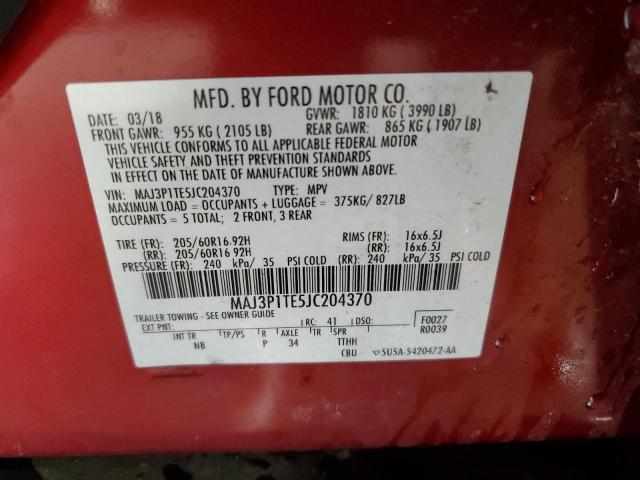 MFD. BY FORD MOTOR CO.
DATE: 03/18 GVWR: 1810 KG (3990 LB)
FRONT GAWR: 955 KG (2105 LB) REAR GAWR: 865 KG (1907 LB)
THIS VEHICLE CONFORMS TO ALL APPLICABLE FEDERAL MOTOR
VEHICLE SAFETY AND THEFT PREVENTION STANDARDS
IN EFFECT ON THE DATE OF MANUFACTURE SHOWN ABOVE.
VIN: MAJ3P1TE5JC204370 TYPE: MPV
MAXIMUM LOAD = OCCUPANTS + LUGGAGE = 375KG/ 827LB
OCCUPANTS = 5 TOTAL; 2 FRONT, 3 REAR
TIRE (FR): 205/60R16.92H RIMS (FR): 16x6.5J
(RR): 205/60R16 92H (RR): 16x6.5J
PRESSURE (FR): 240 kPa/ 35 PSI COLD (RR): 240 kPa/ 35 PSI COLD
MAJ3P1TE5JC204370
TRAILER TOWING - SEE OWNER GUIDE
EXT PNT: RC: 41 DSO: F0027
R0039
INT TR TP/PS R AXLE TR SPR
NB P 34 TTHH
CBU 5U5A-5420472-AA